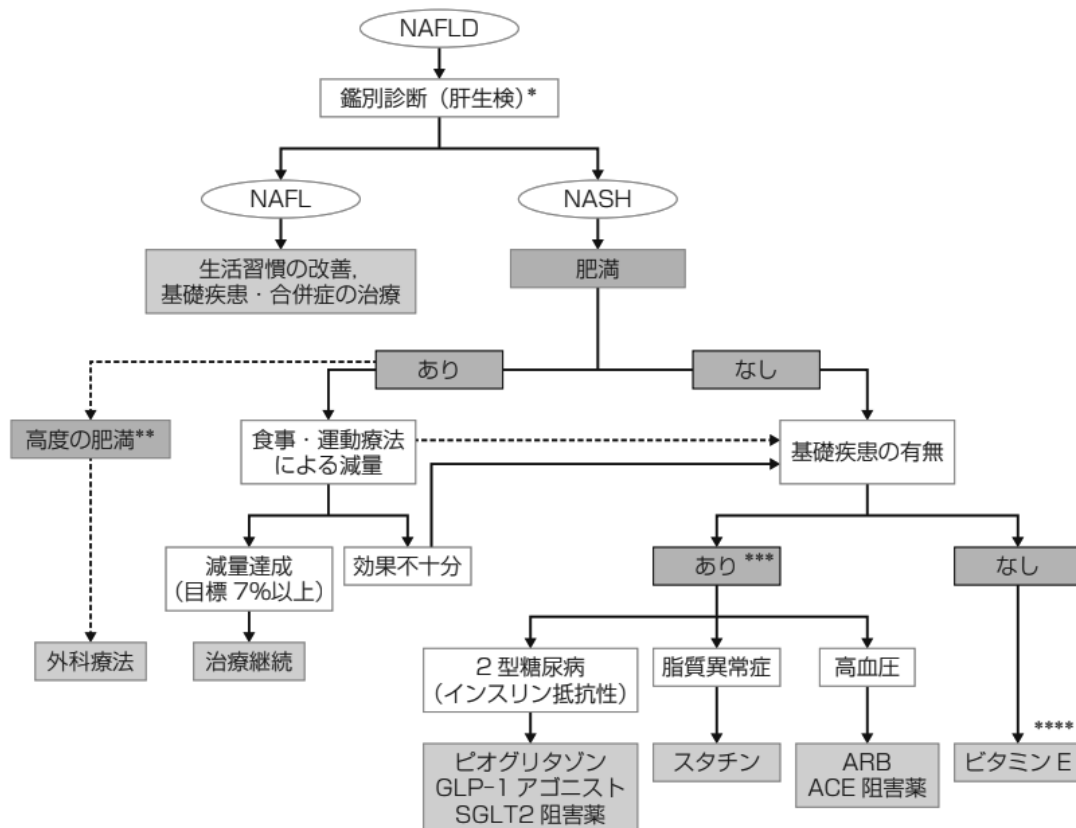 NAFLD
鑑別診断（肝生検）*
NAFL
NASH
生活習慣の改善,
基礎疾患・合併症の治療
肥満
あり
なし
高度の肥満**
食事・運動療法
による減量
基礎疾患の有無
減量達成
(目標 7%以上)
効果不十分
あり ***
なし
外科療法
治療継続
2 型糖尿病
（インスリン抵抗性）
脂質異常症
高血圧
****
ピオグリタゾン
GLP-1 アゴニスト
SGLT2 阻害薬
スタチン
ARB
ACE 阻害薬
ビタミン E